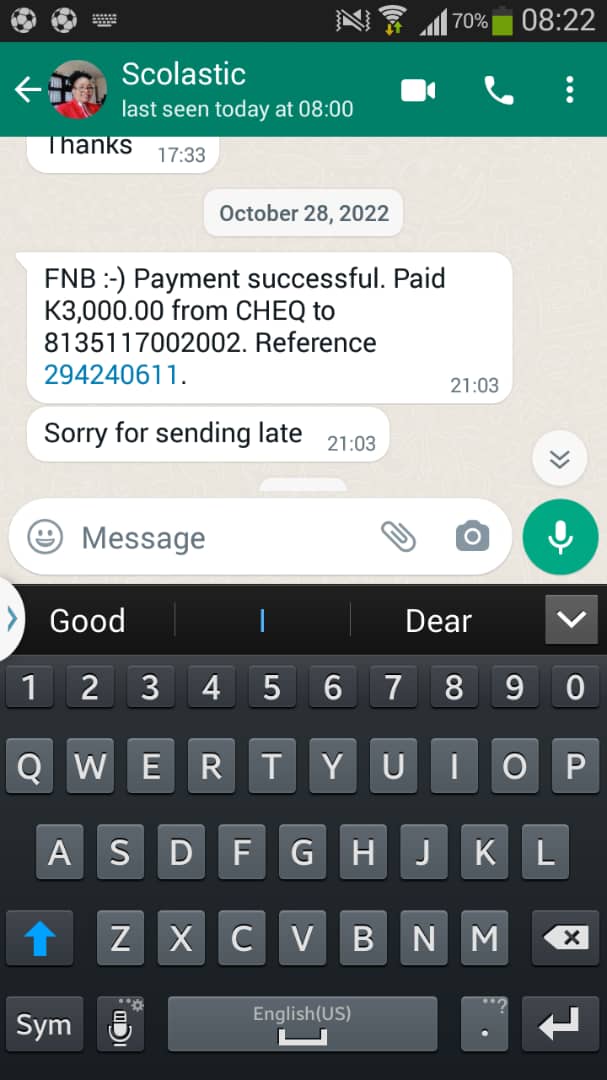 70% 08:22
Scolastic
last seen today at 08:00
Thanks 17:33
October 28, 2022
FNB :-) Payment successful. Paid
K3,000.00 from CHEQ to
8135117002002. Reference
294240611.
21:03
Sorry for sending late 21:03
Message
Good I Dear
1 2 3 4 5 6 7 8 9 0
Q W E R T Y U I O P
A S D F G H J K L
Z X C V B N M
Sym English(US) . ?